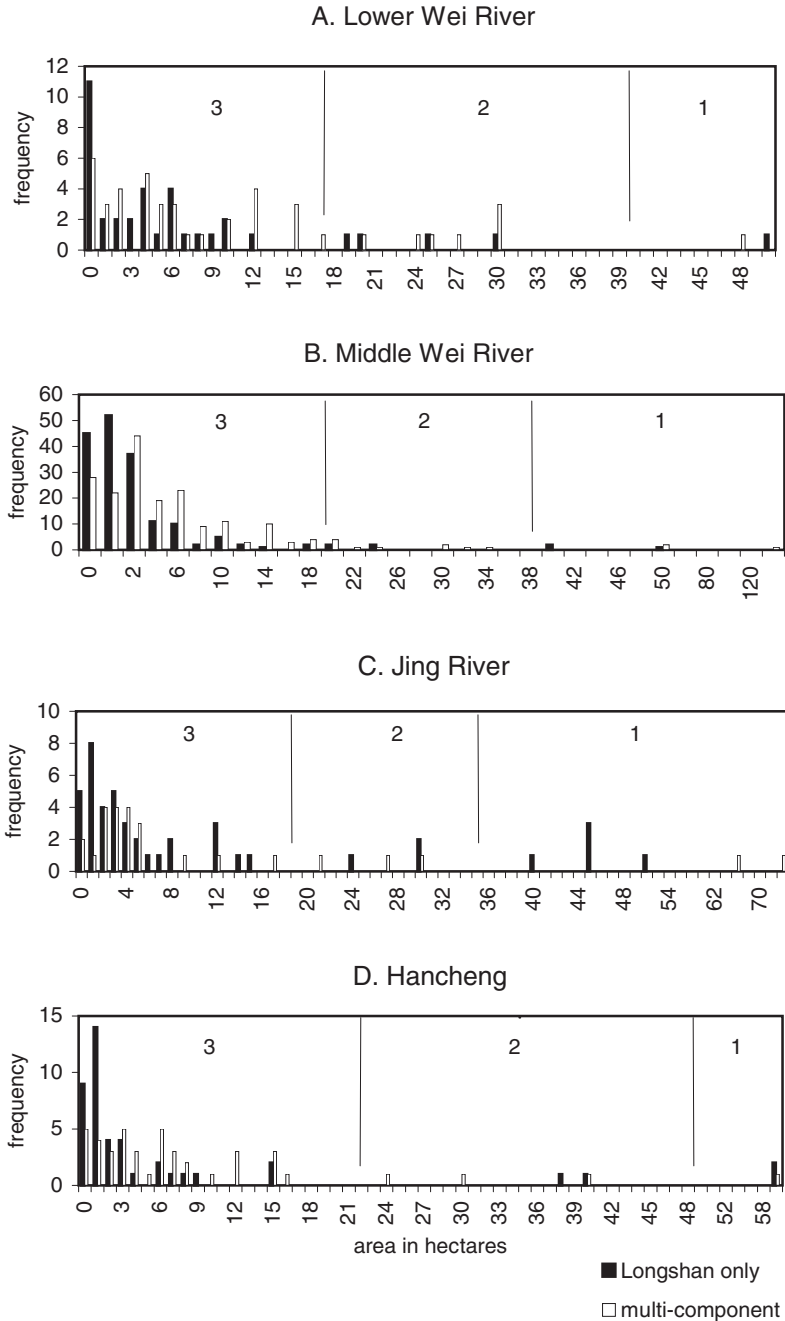 A. Lower Wei River
12
10
8
6
4
2
0
frequency
3 2 1
0 3 6 9 12 15 18 21 24 27 30 33 36 39 42 45 48
B. Middle Wei River
60
50
40
30
20
10
0
frequency
3 2 1
0 2 6 10 14 18 22 26 30 34 38 42 46 50 80 120
C. Jing River
10
8
6
4
2
0
frequency
3 2 1
0 4 8 12 16 20 24 28 32 36 40 44 48 54 62 70
D. Hancheng
15
10
5
0
frequency
3 2 1
0 3 6 9 12 15 18 21 24 27 30 33 36 39 42 45 48 52 58
area in hectares
Longshan only
multi-component